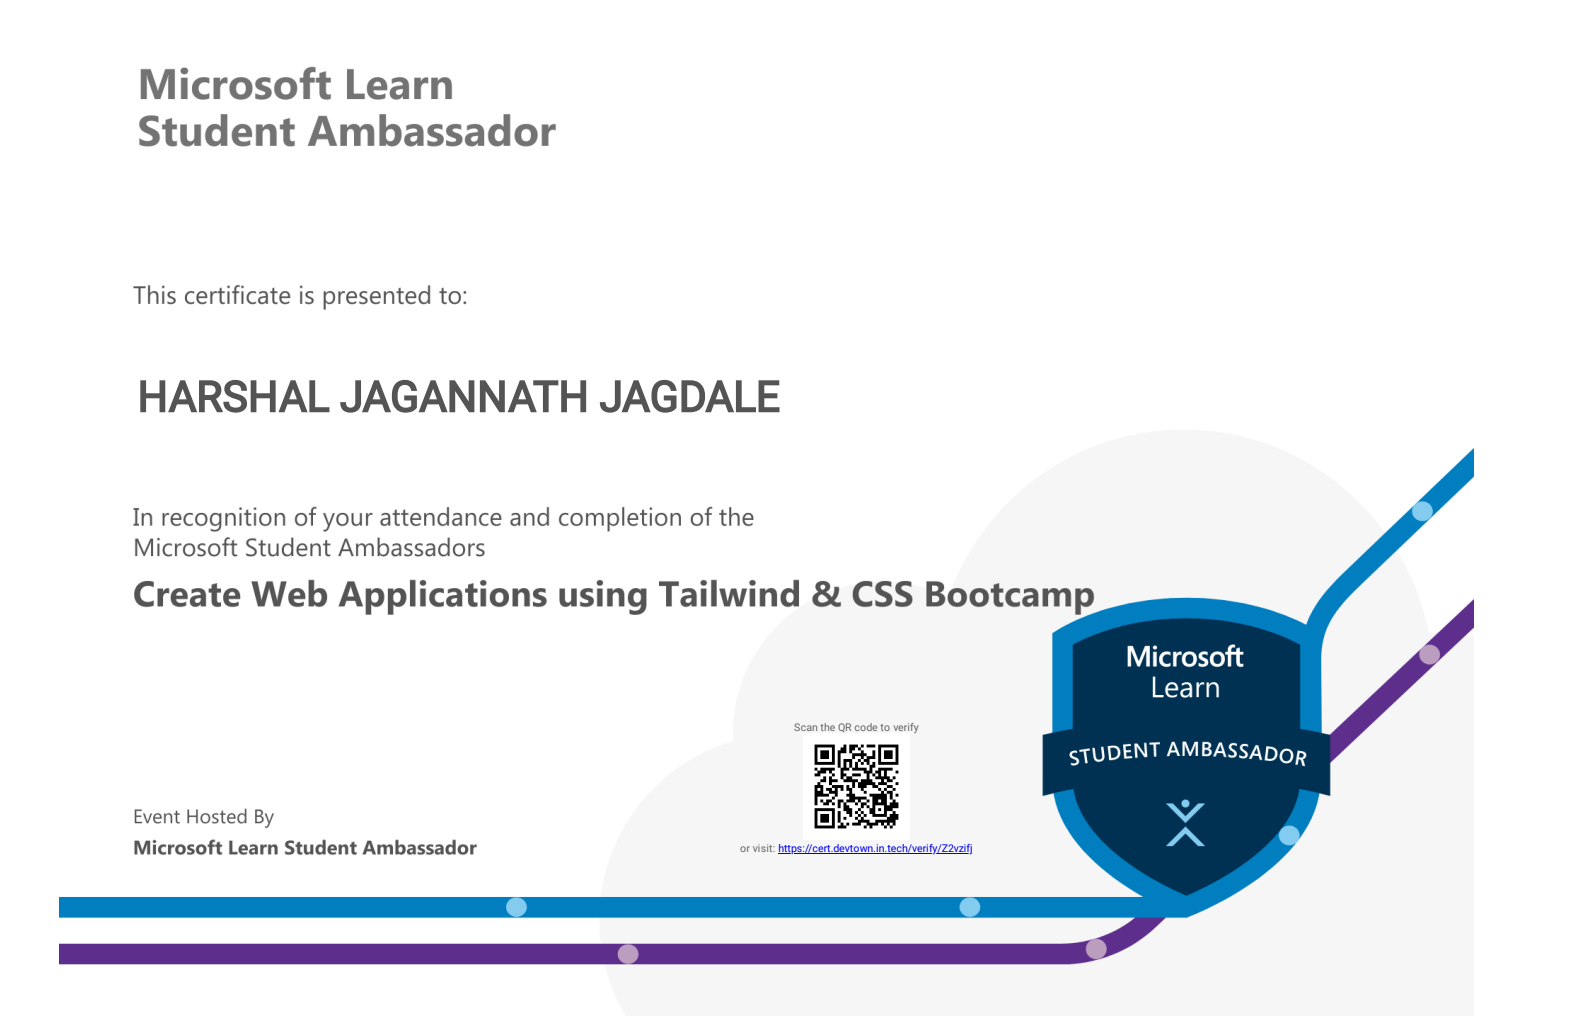 Microsoft Learn
Student Ambassador
This certificate is presented to:
HARSHAL JAGANNATH JAGDALE
In recognition of your attendance and completion of the
Microsoft Student Ambassadors
Create Web Applications using Tailwind & CSS Bootcamp
Microsoft
Learn
STUDENT AMBASSADOR
Scan the QR code to verify
or visit: https://cert.devtown.in.tech/verify/Z2vzifj
Event Hosted By
Microsoft Learn Student Ambassador